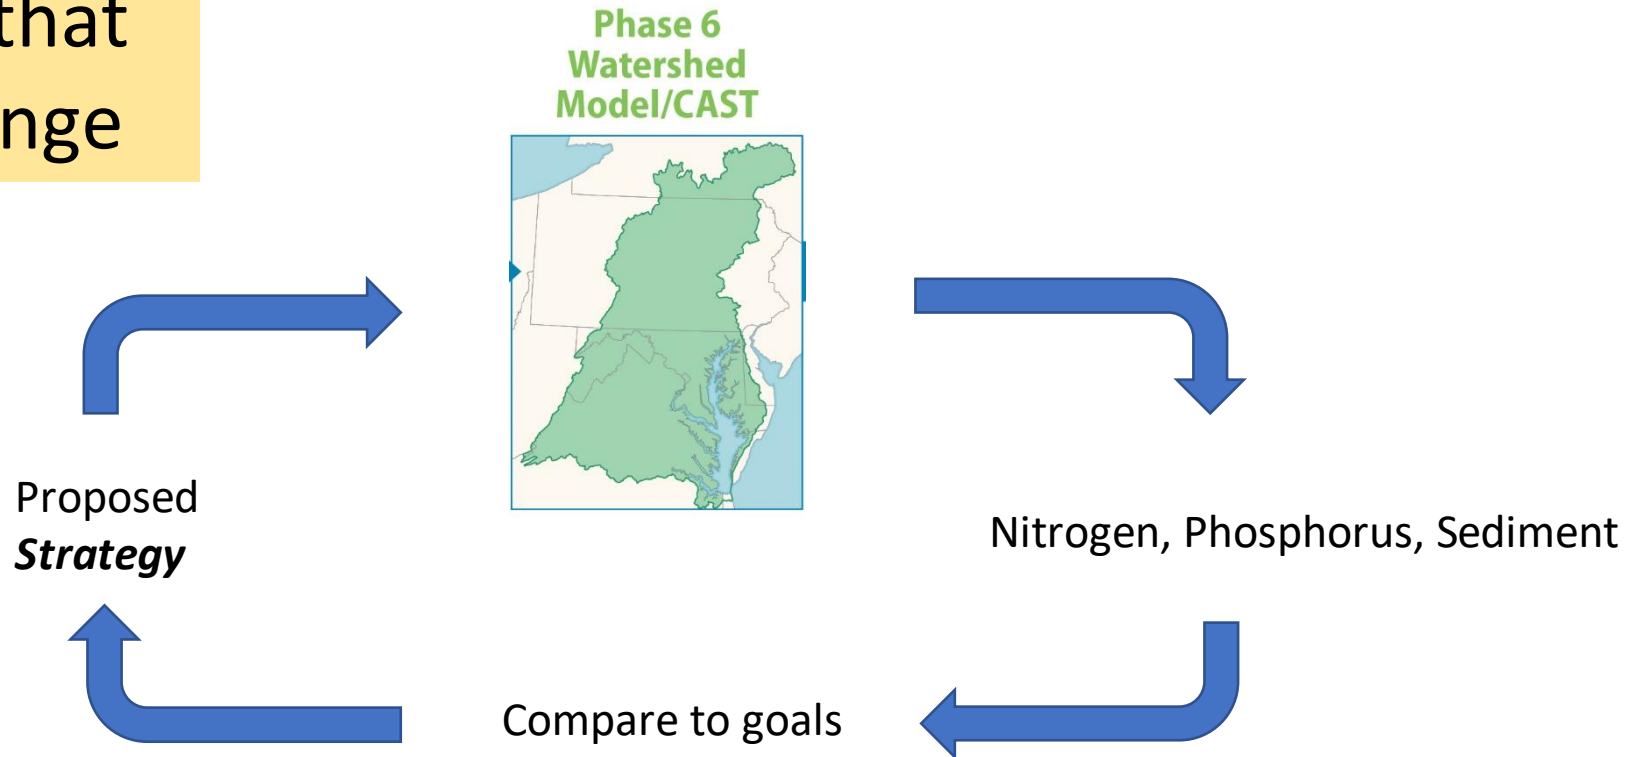 that
nge
Phase 6
Watershed
Model/CAST
Proposed
Strategy
Nitrogen, Phosphorus, Sediment
Compare to goals